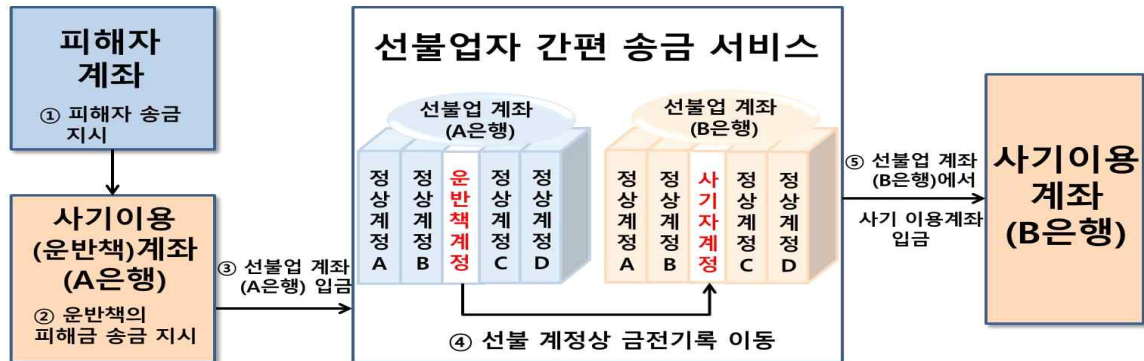 피해자
계좌
① 피해자 송금
지시
사기이용
(운반책)계좌
(A은행)
② 운반책의
피해금 송금 지시
③ 선불업 계좌
(A은행) 입금
선불업자 간편 송금 서비스
선불업 계좌
(A은행)
정상계정A
정상계정B
운반책계정
정상계정C
정상계정D
선불업 계좌
(B은행)
정상계정A
정상계정B
사기자계정
정상계정C
정상계정D
④ 선불 계정상 금전기록 이동
⑤ 선불업 계좌
(B은행)에서
사기 이용계좌
입금
사기이용
계좌
(B은행)